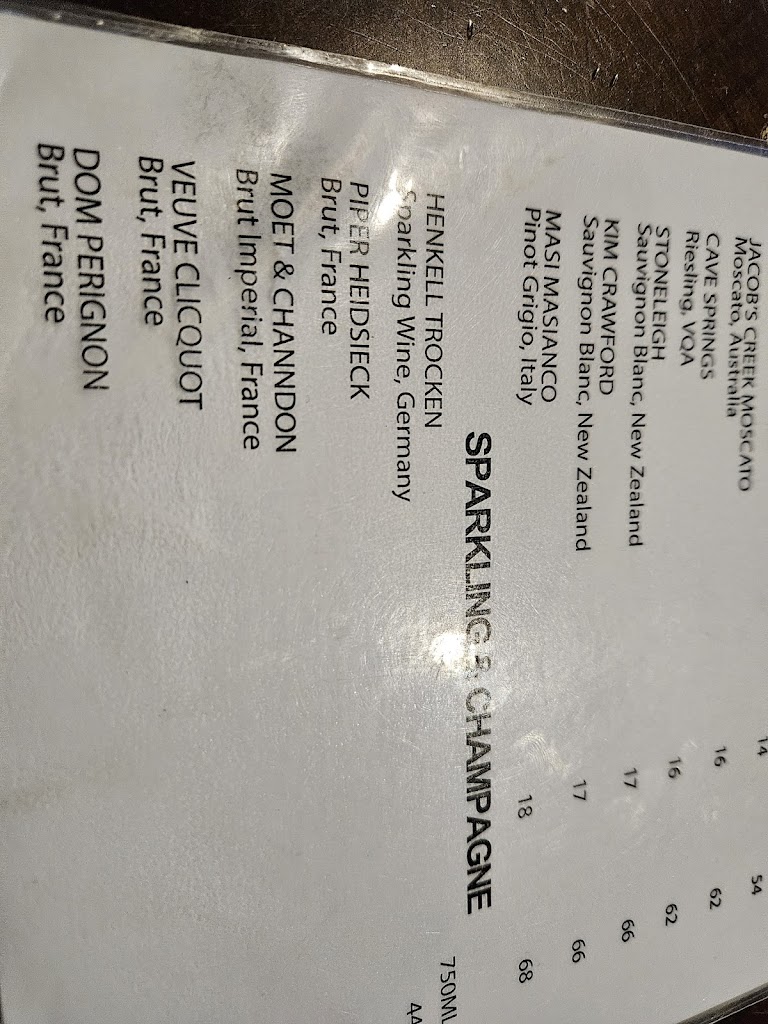 14 54
JACOB'S CREEK MOSCATO 16 62
Moscato, Australia
CAVE SPRINGS 16 62
Riesling, VQA
STONELEIGH 17 66
Sauvignon Blanc, New Zealand
KIM CRAWFORD 17 66
Sauvignon Blanc, New Zealand
MASI MASIANCO 18 68
Pinot Grigio, Italy
SPARKLING & CHAMPAGNE
750ML
HENKELL TROCKEN
Sparkling Wine, Germany
PIPER HEIDSIECK
Brut, France
MOET & CHANNDON
Brut Imperial, France
VEUVE CLICQUOT
Brut, France
DOM PERIGNON
Brut, France